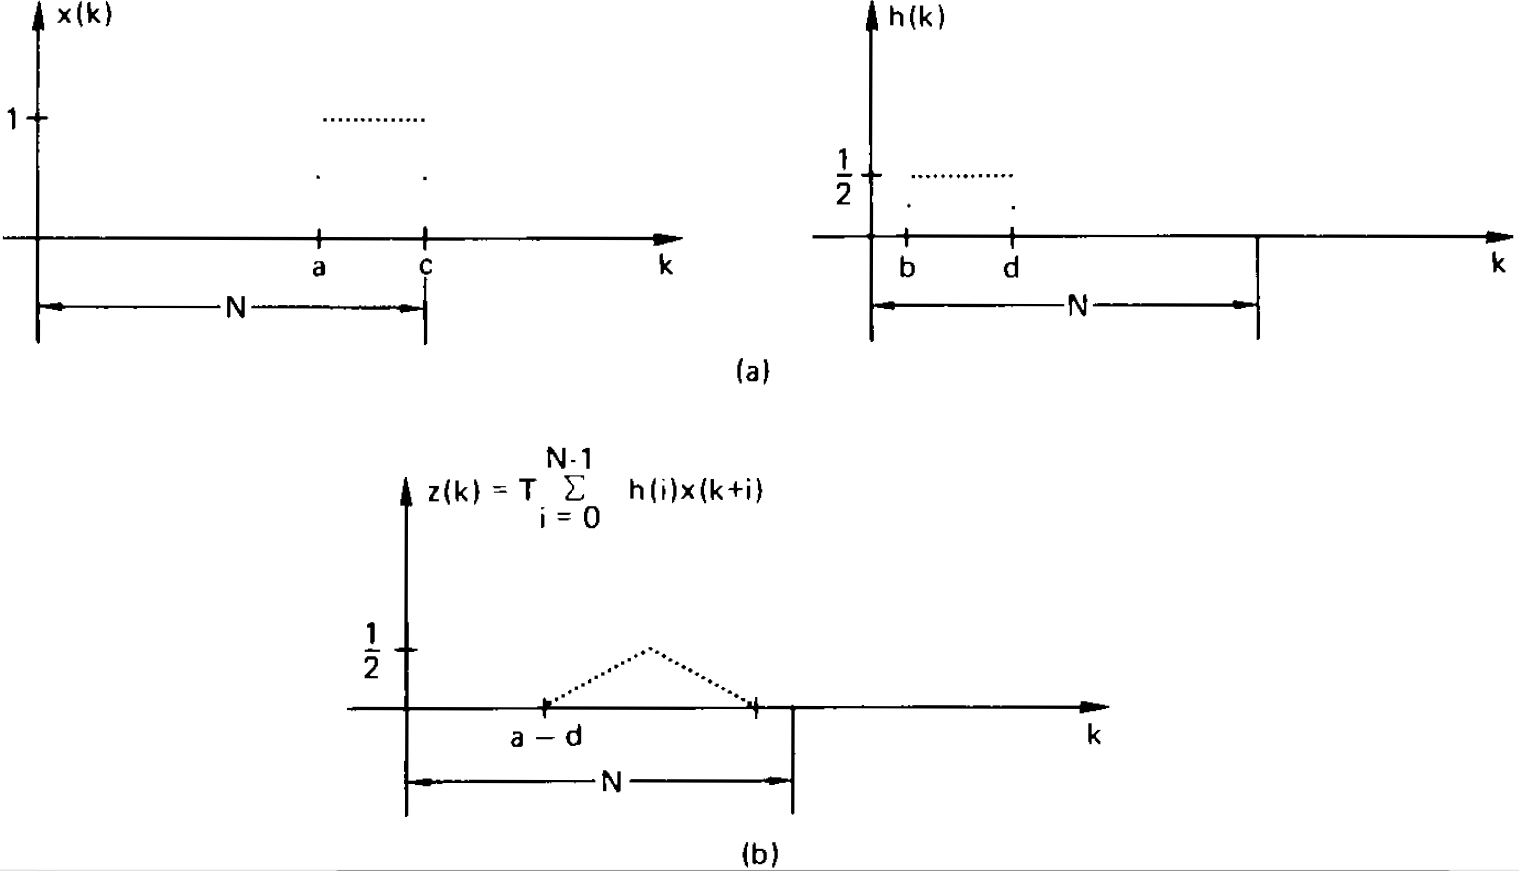 x(k)
h(k)
1
1/2
a
c
k
b
d
k
N
N
(a)
z(k) = T N-1 Σ i = 0 h(i)x(k+i)
1/2
a – d
k
N
(b)